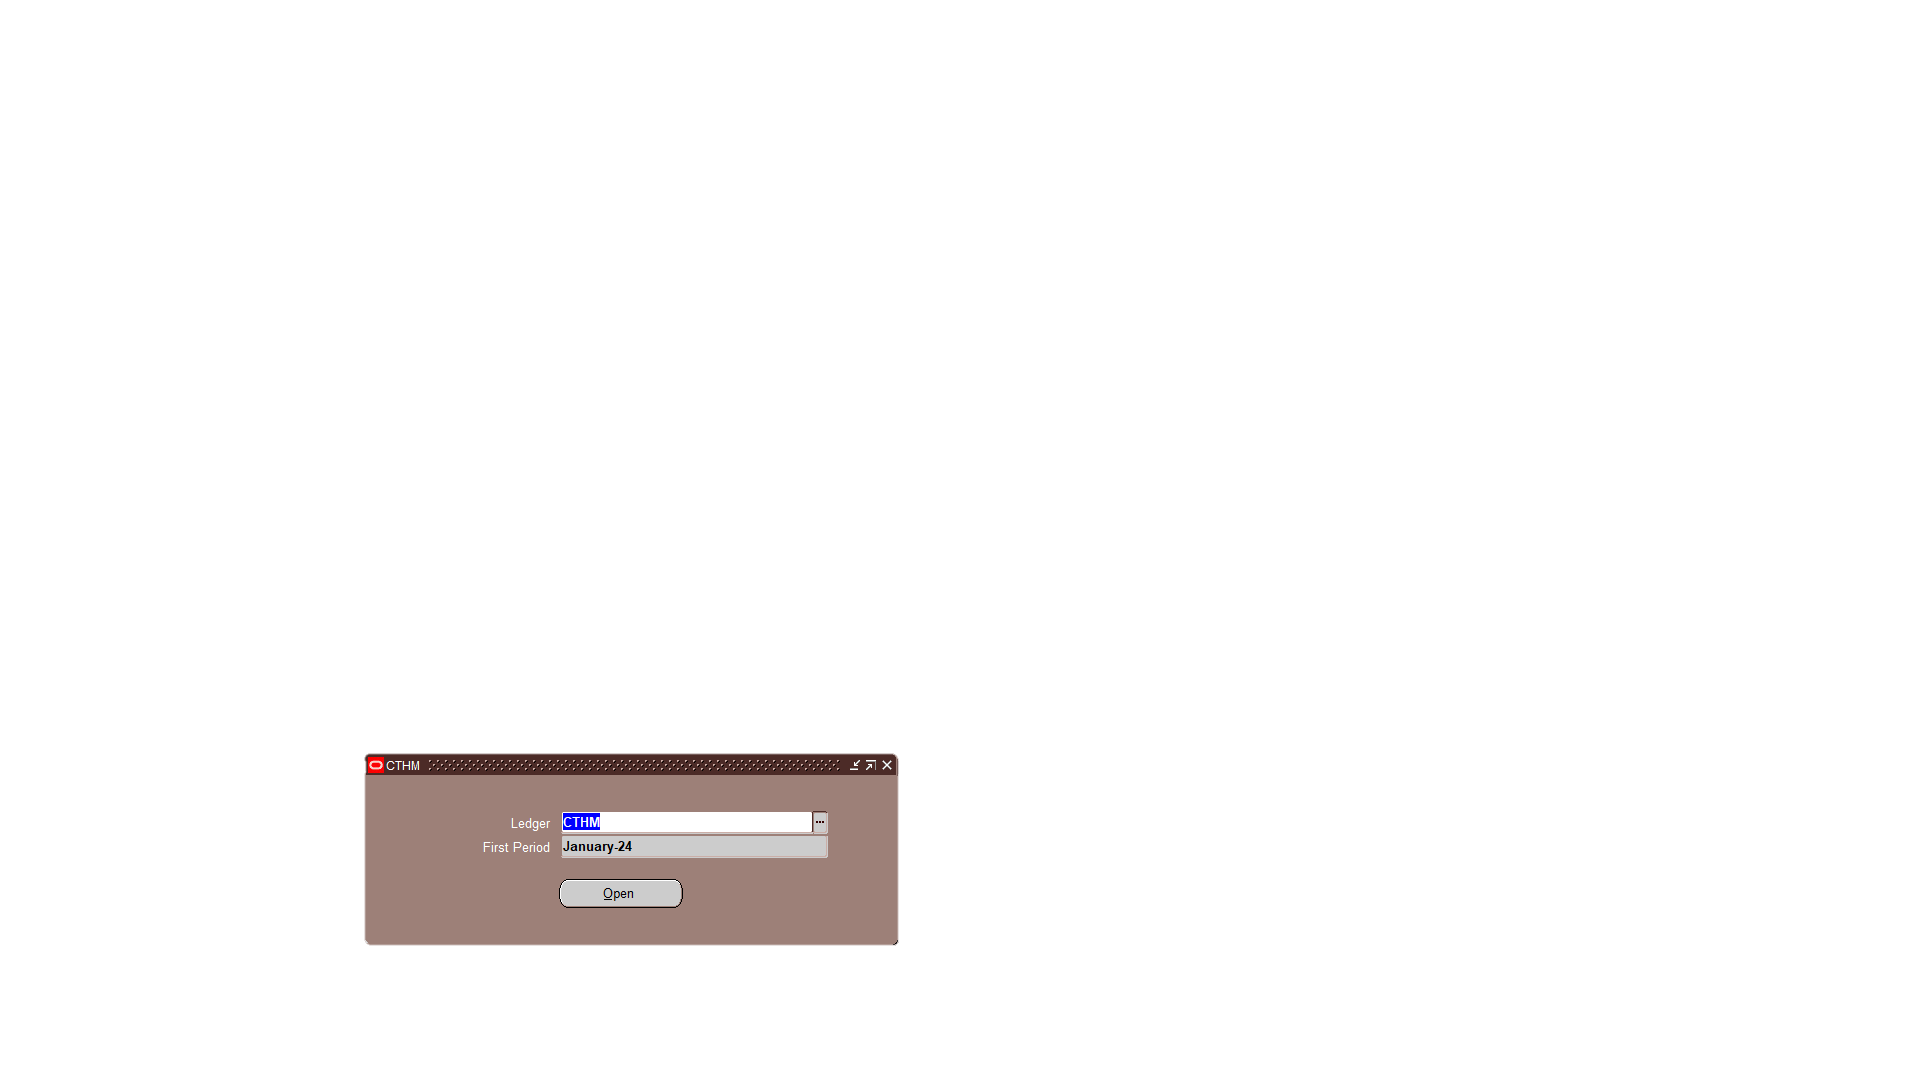 CTHM
Ledger CTHM ...
First Period January-24
Open